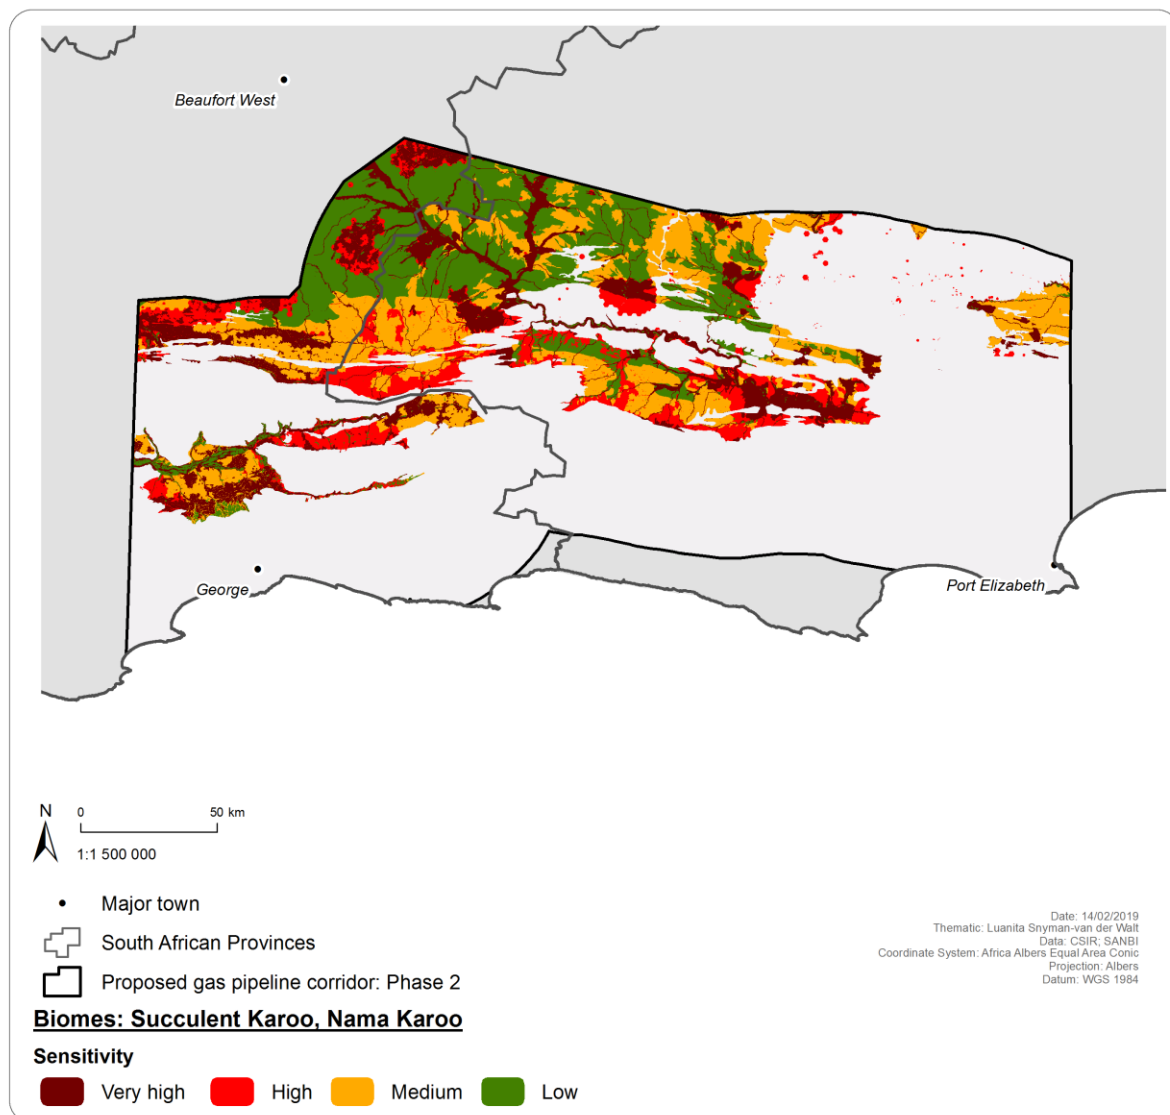 Beaufort West
George
Port Elizabeth
N
0 50 km
1:1 500 000
Major town
South African Provinces
Proposed gas pipeline corridor: Phase 2
Date: 14/02/2019
Thematic: Luanita Snyman-van der Walt
Data: CSIR; SANBI
Coordinate System: Africa Albers Equal Area Conic
Projection: Albers
Datum: WGS 1984
Biomes: Succulent Karoo, Nama Karoo
Sensitivity
Very high High Medium Low